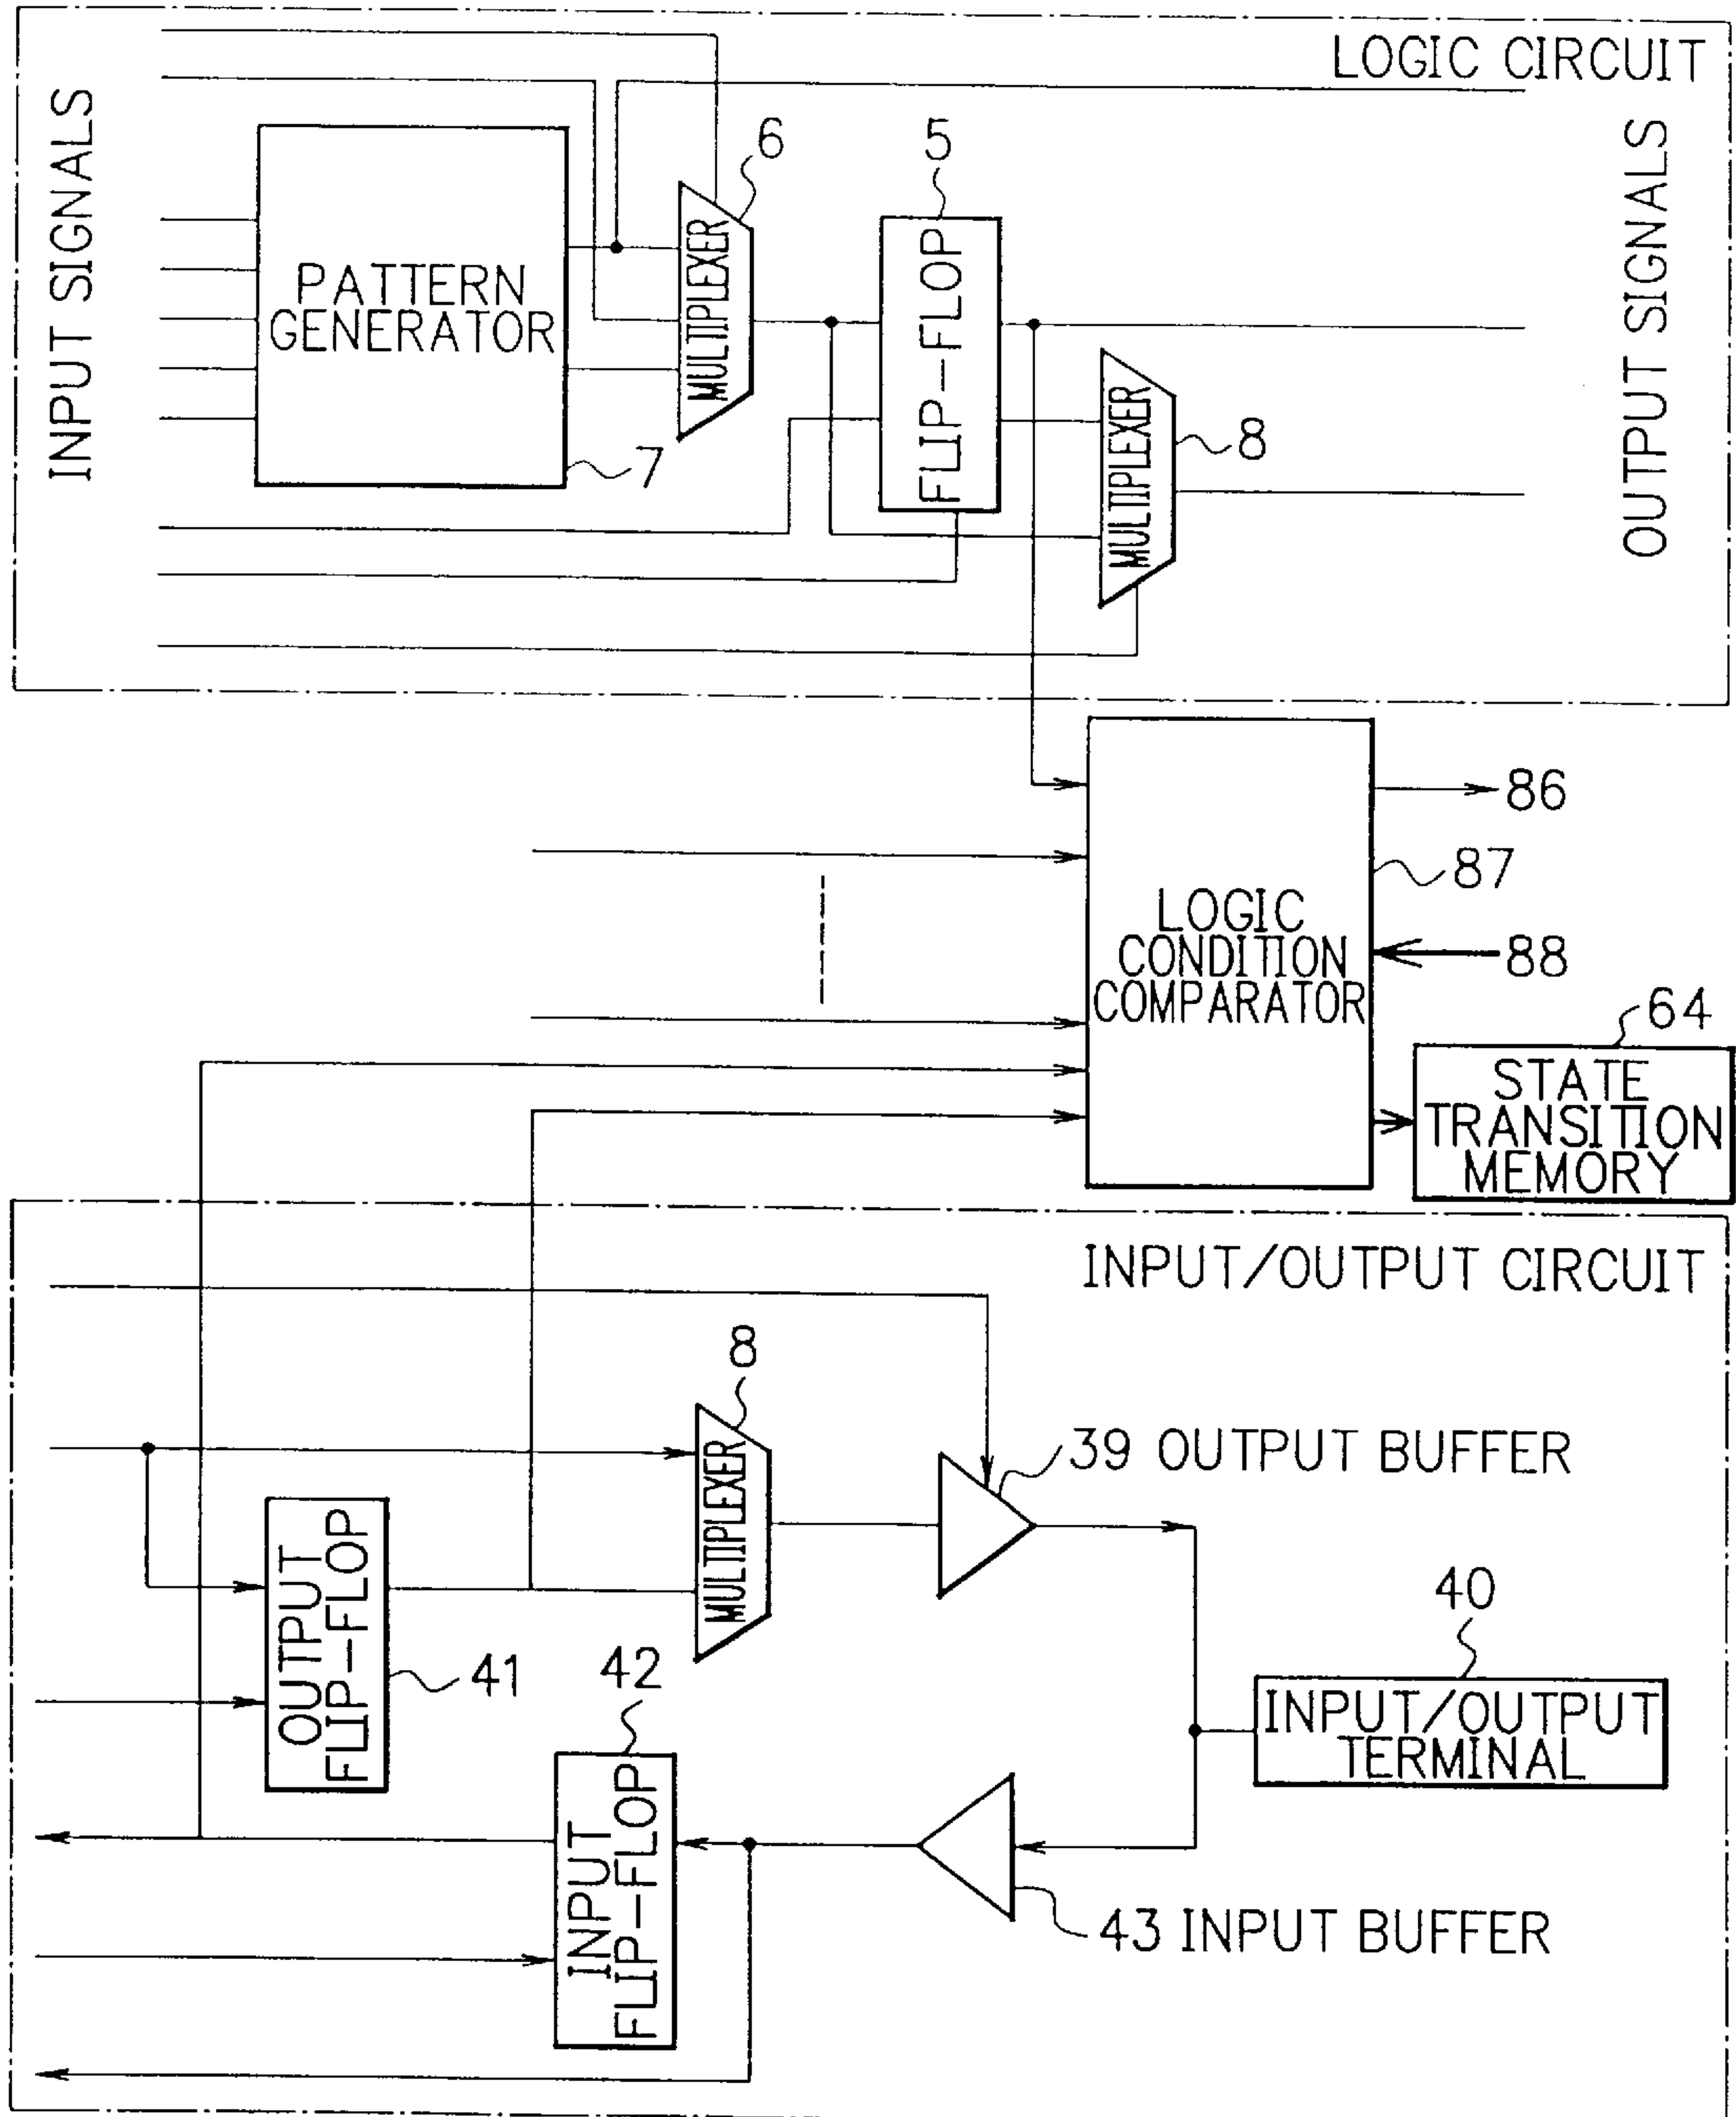 LOGIC CIRCUIT
INPUT SIGNALS
PATTERN
GENERATOR
7
MULTIPLEXER
6
FLIP-FLOP
5
MULTIPLEXER
8
OUTPUT SIGNALS
LOGIC
CONDITION
COMPARATOR
86
87
88
64
STATE
TRANSITION
MEMORY
INPUT/OUTPUT CIRCUIT
MULTIPLEXER
8
39 OUTPUT BUFFER
OUTPUT
FLIP-FLOP
41
INPUT
FLIP-FLOP
42
40
INPUT/OUTPUT
TERMINAL
43 INPUT BUFFER